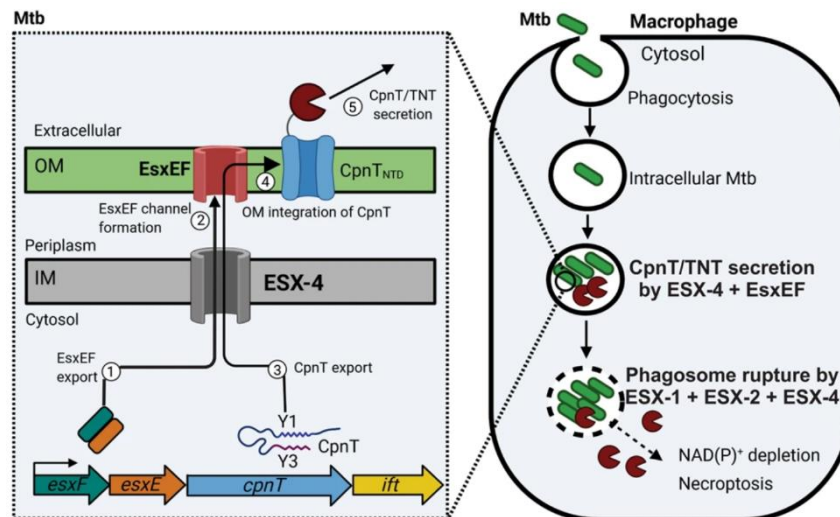 Mtb
Extracellular
OM
EsxEF
CpnT_NTD
⑤ CpnT/TNT
secretion
④
OM integration of CpnT
EsxEF channel
formation ②
Periplasm
IM
ESX-4
Cytosol
EsxEF
export ①
③ CpnT export
Y1
CpnT
Y3
esxF
esxE
cpnT
ift
Mtb
Macrophage
Cytosol
Phagocytosis
Intracellular Mtb
CpnT/TNT secretion
by ESX-4 + EsxEF
Phagosome rupture by
ESX-1 + ESX-2 + ESX-4
NAD(P)⁺ depletion
Necroptosis